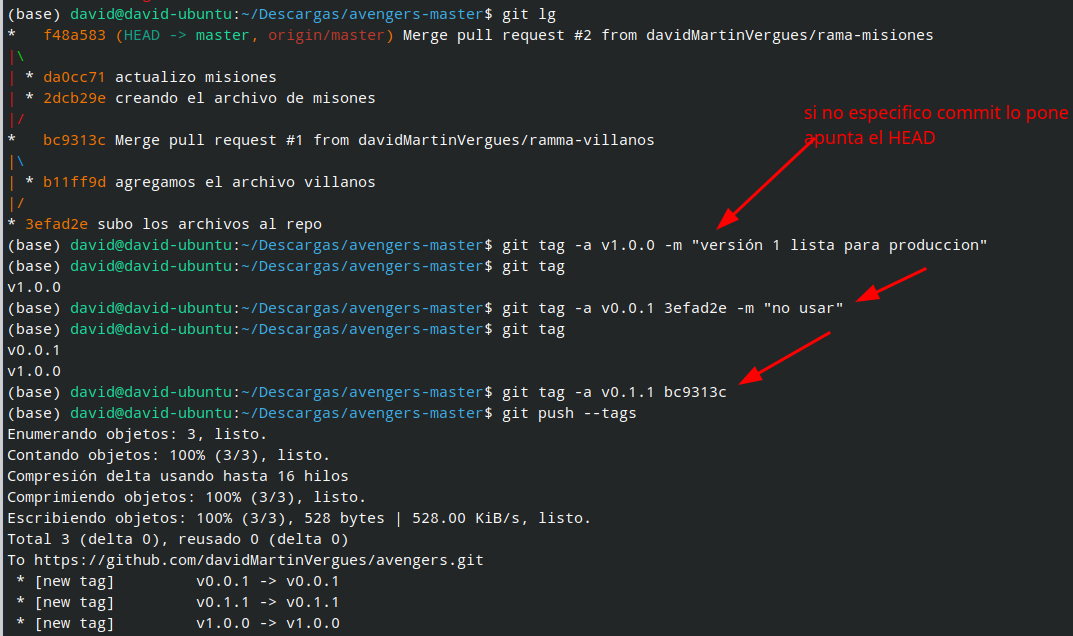 (base) david@david-ubuntu:~/Descargas/avengers-master$ git lg
*   f48a583 (HEAD -> master, origin/master) Merge pull request #2 from davidMartinVergues/rama-misiones
|\
| * da0cc71 actualizo misiones
| * 2dcb29e creando el archivo de misones
|/
si no especifico commit lo pone
apunta el HEAD
*   bc9313c Merge pull request #1 from davidMartinVergues/ramma-villanos
|\
| * b11ff9d agregamos el archivo villanos
|/
* 3efad2e subo los archivos al repo
(base) david@david-ubuntu:~/Descargas/avengers-master$ git tag -a v1.0.0 -m "versión 1 lista para produccion"
(base) david@david-ubuntu:~/Descargas/avengers-master$ git tag
v1.0.0
(base) david@david-ubuntu:~/Descargas/avengers-master$ git tag -a v0.0.1 3efad2e -m "no usar"
(base) david@david-ubuntu:~/Descargas/avengers-master$ git tag
v0.0.1
v1.0.0
(base) david@david-ubuntu:~/Descargas/avengers-master$ git tag -a v0.1.1 bc9313c
(base) david@david-ubuntu:~/Descargas/avengers-master$ git push --tags
Enumerando objetos: 3, listo.
Contando objetos: 100% (3/3), listo.
Compresión delta usando hasta 16 hilos
Comprimiendo objetos: 100% (3/3), listo.
Escribiendo objetos: 100% (3/3), 528 bytes | 528.00 KiB/s, listo.
Total 3 (delta 0), reusado 0 (delta 0)
To https://github.com/davidMartinVergues/avengers.git
 * [new tag]         v0.0.1 -> v0.0.1
 * [new tag]         v0.1.1 -> v0.1.1
 * [new tag]         v1.0.0 -> v1.0.0